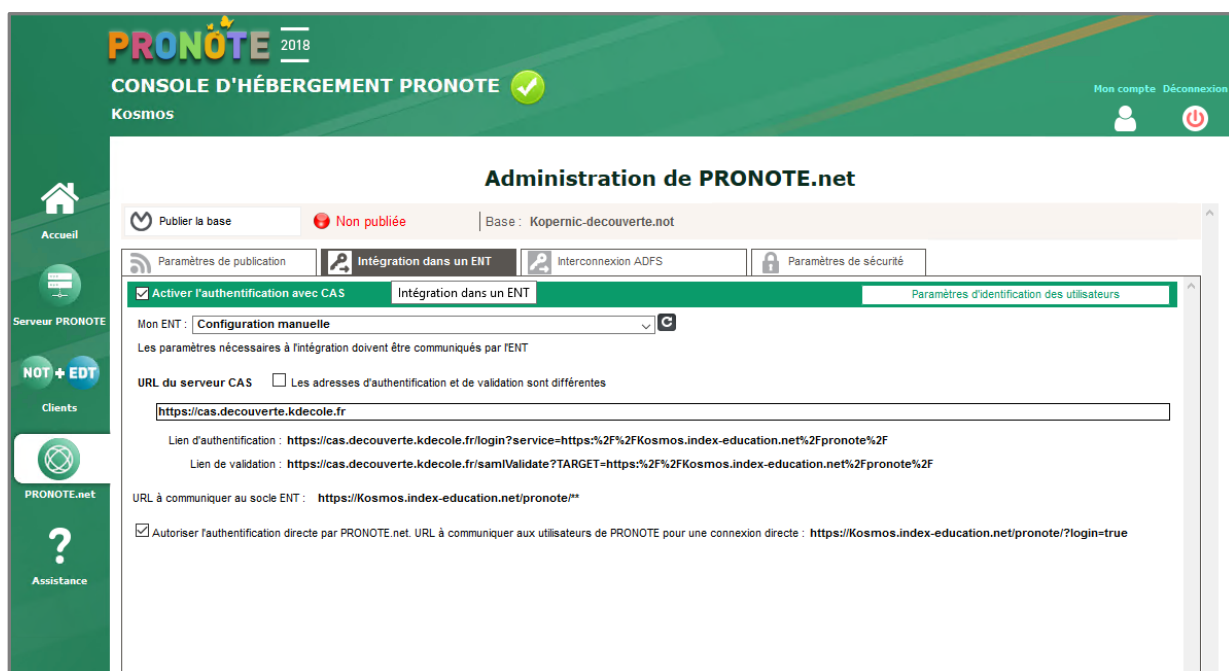 PRONOTE 2018
CONSOLE D'HÉBERGEMENT PRONOTE
Kosmos
Mon compte Déconnexion
Administration de PRONOTE.net
Accueil
Publier la base Non publiée Base : Kopernic-decouverte.not
Paramètres de publication Intégration dans un ENT Interconnexion ADFS Paramètres de sécurité
Activer l'authentification avec CAS Intégration dans un ENT Paramètres d'identification des utilisateurs
Serveur PRONOTE
Mon ENT : Configuration manuelle
Les paramètres nécessaires à l'intégration doivent être communiqués par l'ENT
NOT + EDT
Clients
URL du serveur CAS Les adresses d'authentification et de validation sont différentes
https://cas.decouverte.kdecole.fr
Lien d'authentification : https://cas.decouverte.kdecole.fr/login?service=https:%2F%2FKosmos.index-education.net%2Fpronote%2F
Lien de validation : https://cas.decouverte.kdecole.fr/samlValidate?TARGET=https:%2F%2FKosmos.index-education.net%2Fpronote%2F
PRONOTE.net
URL à communiquer au socle ENT : https://Kosmos.index-education.net/pronote/**
Autoriser l'authentification directe par PRONOTE.net. URL à communiquer aux utilisateurs de PRONOTE pour une connexion directe : https://Kosmos.index-education.net/pronote/?login=true
?
Assistance